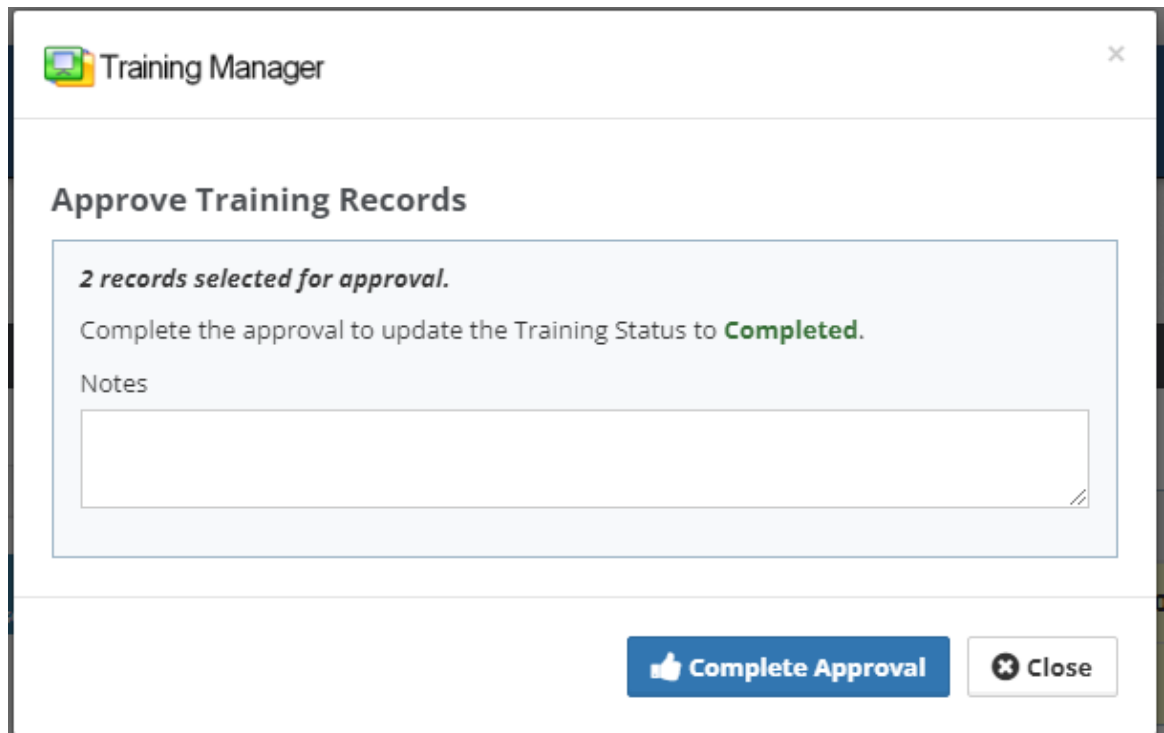 Training Manager
×
Approve Training Records
2 records selected for approval.
Complete the approval to update the Training Status to Completed.
Notes
Complete Approval
Close